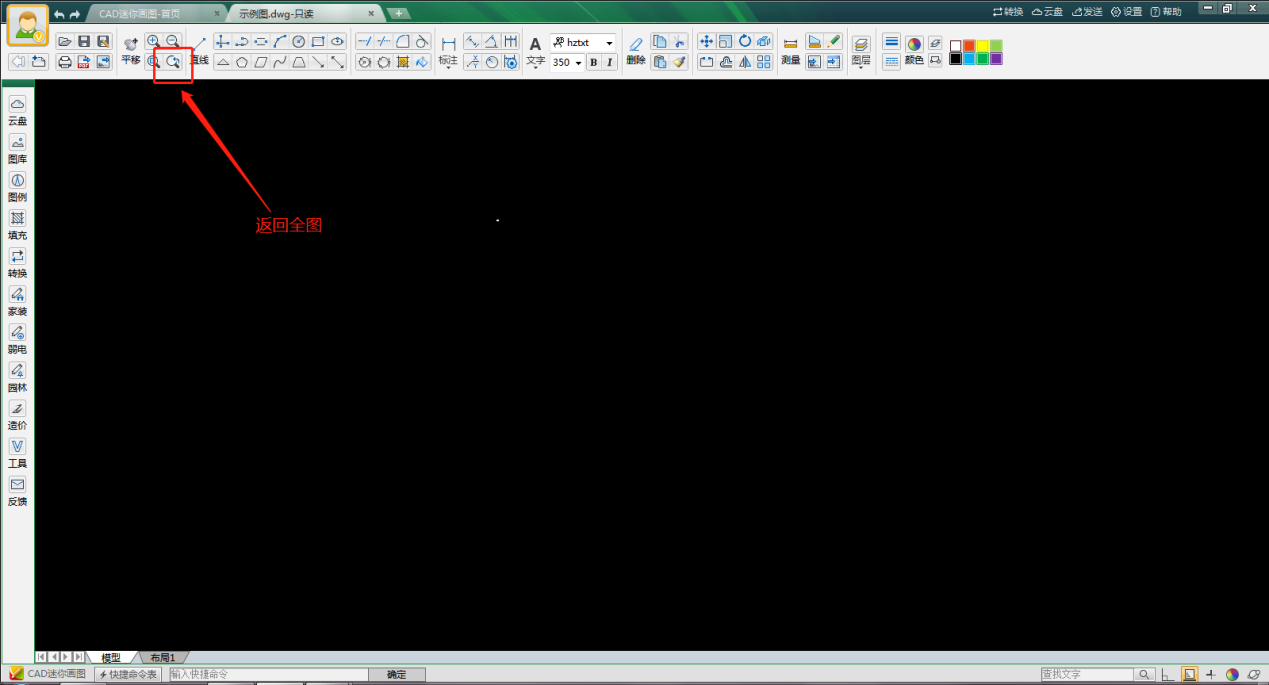 CAD迷你画图-首页
示例图.dwg-只读
转换 云盘 发送 设置 帮助
平移 直线 标注 A hztxt
文字 350 B I 删除 测量 图层 颜色
云盘
图库
图例
填充
转换
家装
弱电
园林
造价
工具
反馈
返回全图
模型 布局1
CAD迷你画图 快捷命令表 输入快捷命令 确定 查找文字